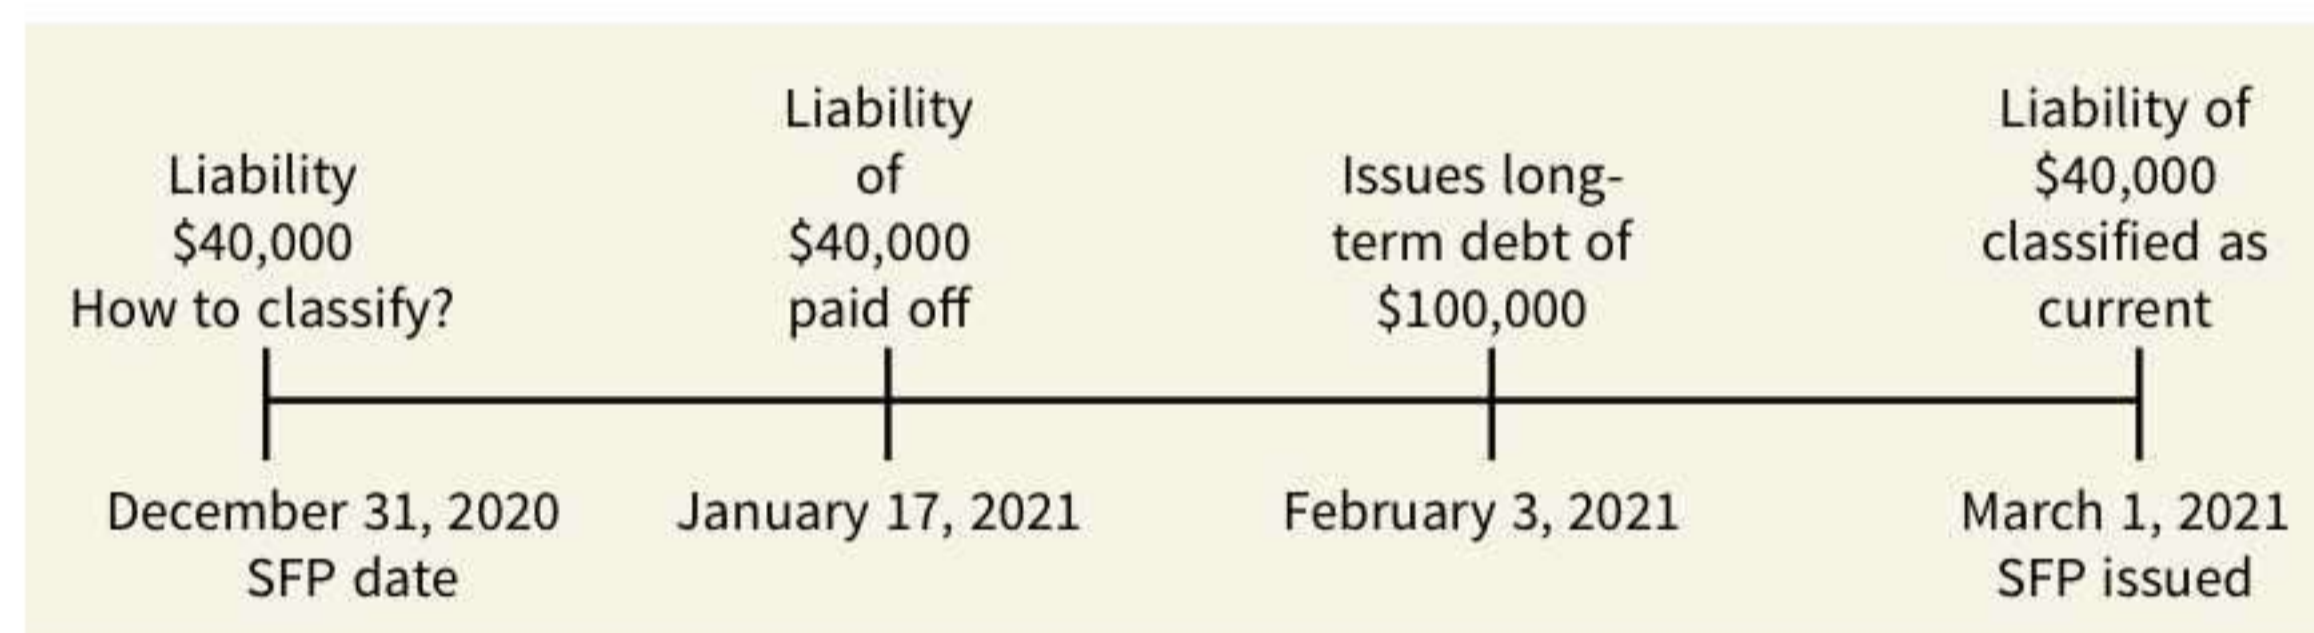 Liability
$40,000
How to classify?
Liability
of
$40,000
paid off
Issues long-
term debt of
$100,000
Liability of
$40,000
classified as
current
December 31, 2020
SFP date
January 17, 2021
February 3, 2021
March 1, 2021
SFP issued